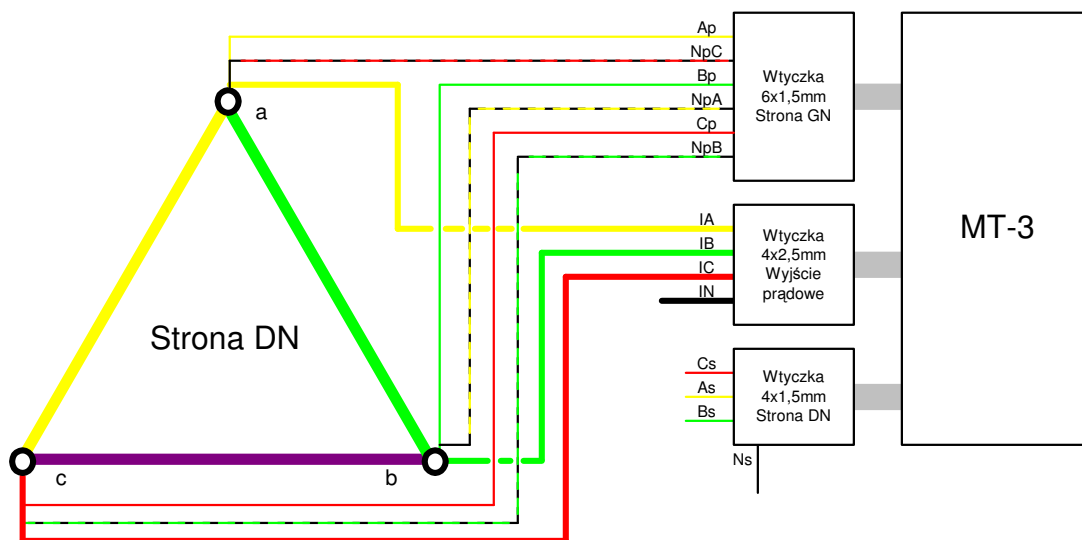 Ap
NpC
Bp
NpA
Cp
NpB
Wtyczka
6x1,5mm
Strona GN
MT-3
a
IA
IB
IC
IN
Wtyczka
4x2,5mm
Wyjście
prądowe
Strona DN
Cs
As
Bs
Wtyczka
4x1,5mm
Strona DN
Ns
c
b